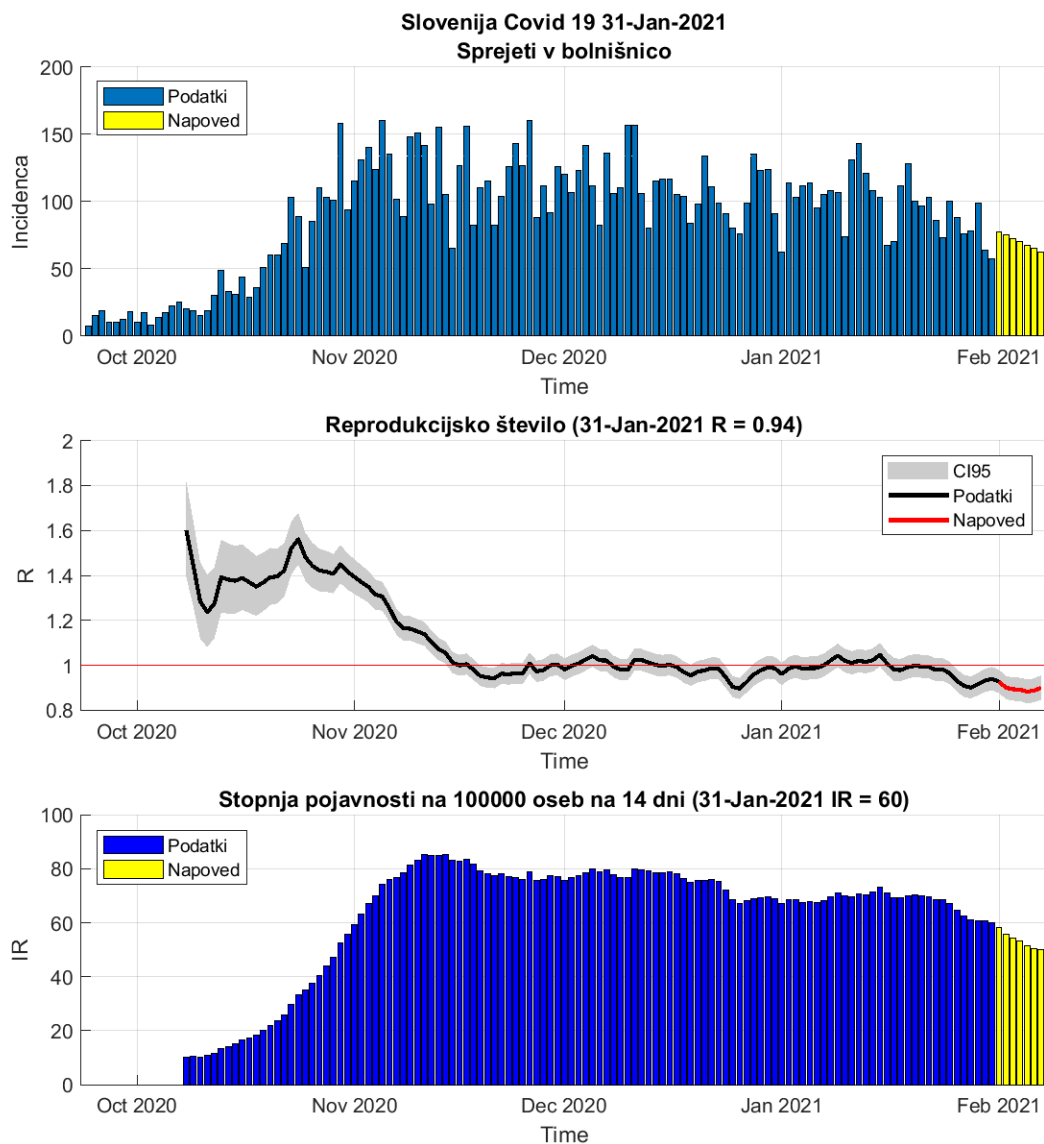 Slovenija Covid 19 31-Jan-2021
Sprejeti v bolnišnico
200
150
100
50
0
Incidenca
Podatki
Napoved
Oct 2020 Nov 2020 Dec 2020 Jan 2021 Feb 2021
Time
Reprodukcijsko število (31-Jan-2021 R = 0.94)
2
1.8
1.6
1.4
1.2
1
0.8
R
CI95
Podatki
Napoved
Oct 2020 Nov 2020 Dec 2020 Jan 2021 Feb 2021
Time
Stopnja pojavnosti na 100000 oseb na 14 dni (31-Jan-2021 IR = 60)
100
80
60
40
20
0
IR
Podatki
Napoved
Oct 2020 Nov 2020 Dec 2020 Jan 2021 Feb 2021
Time